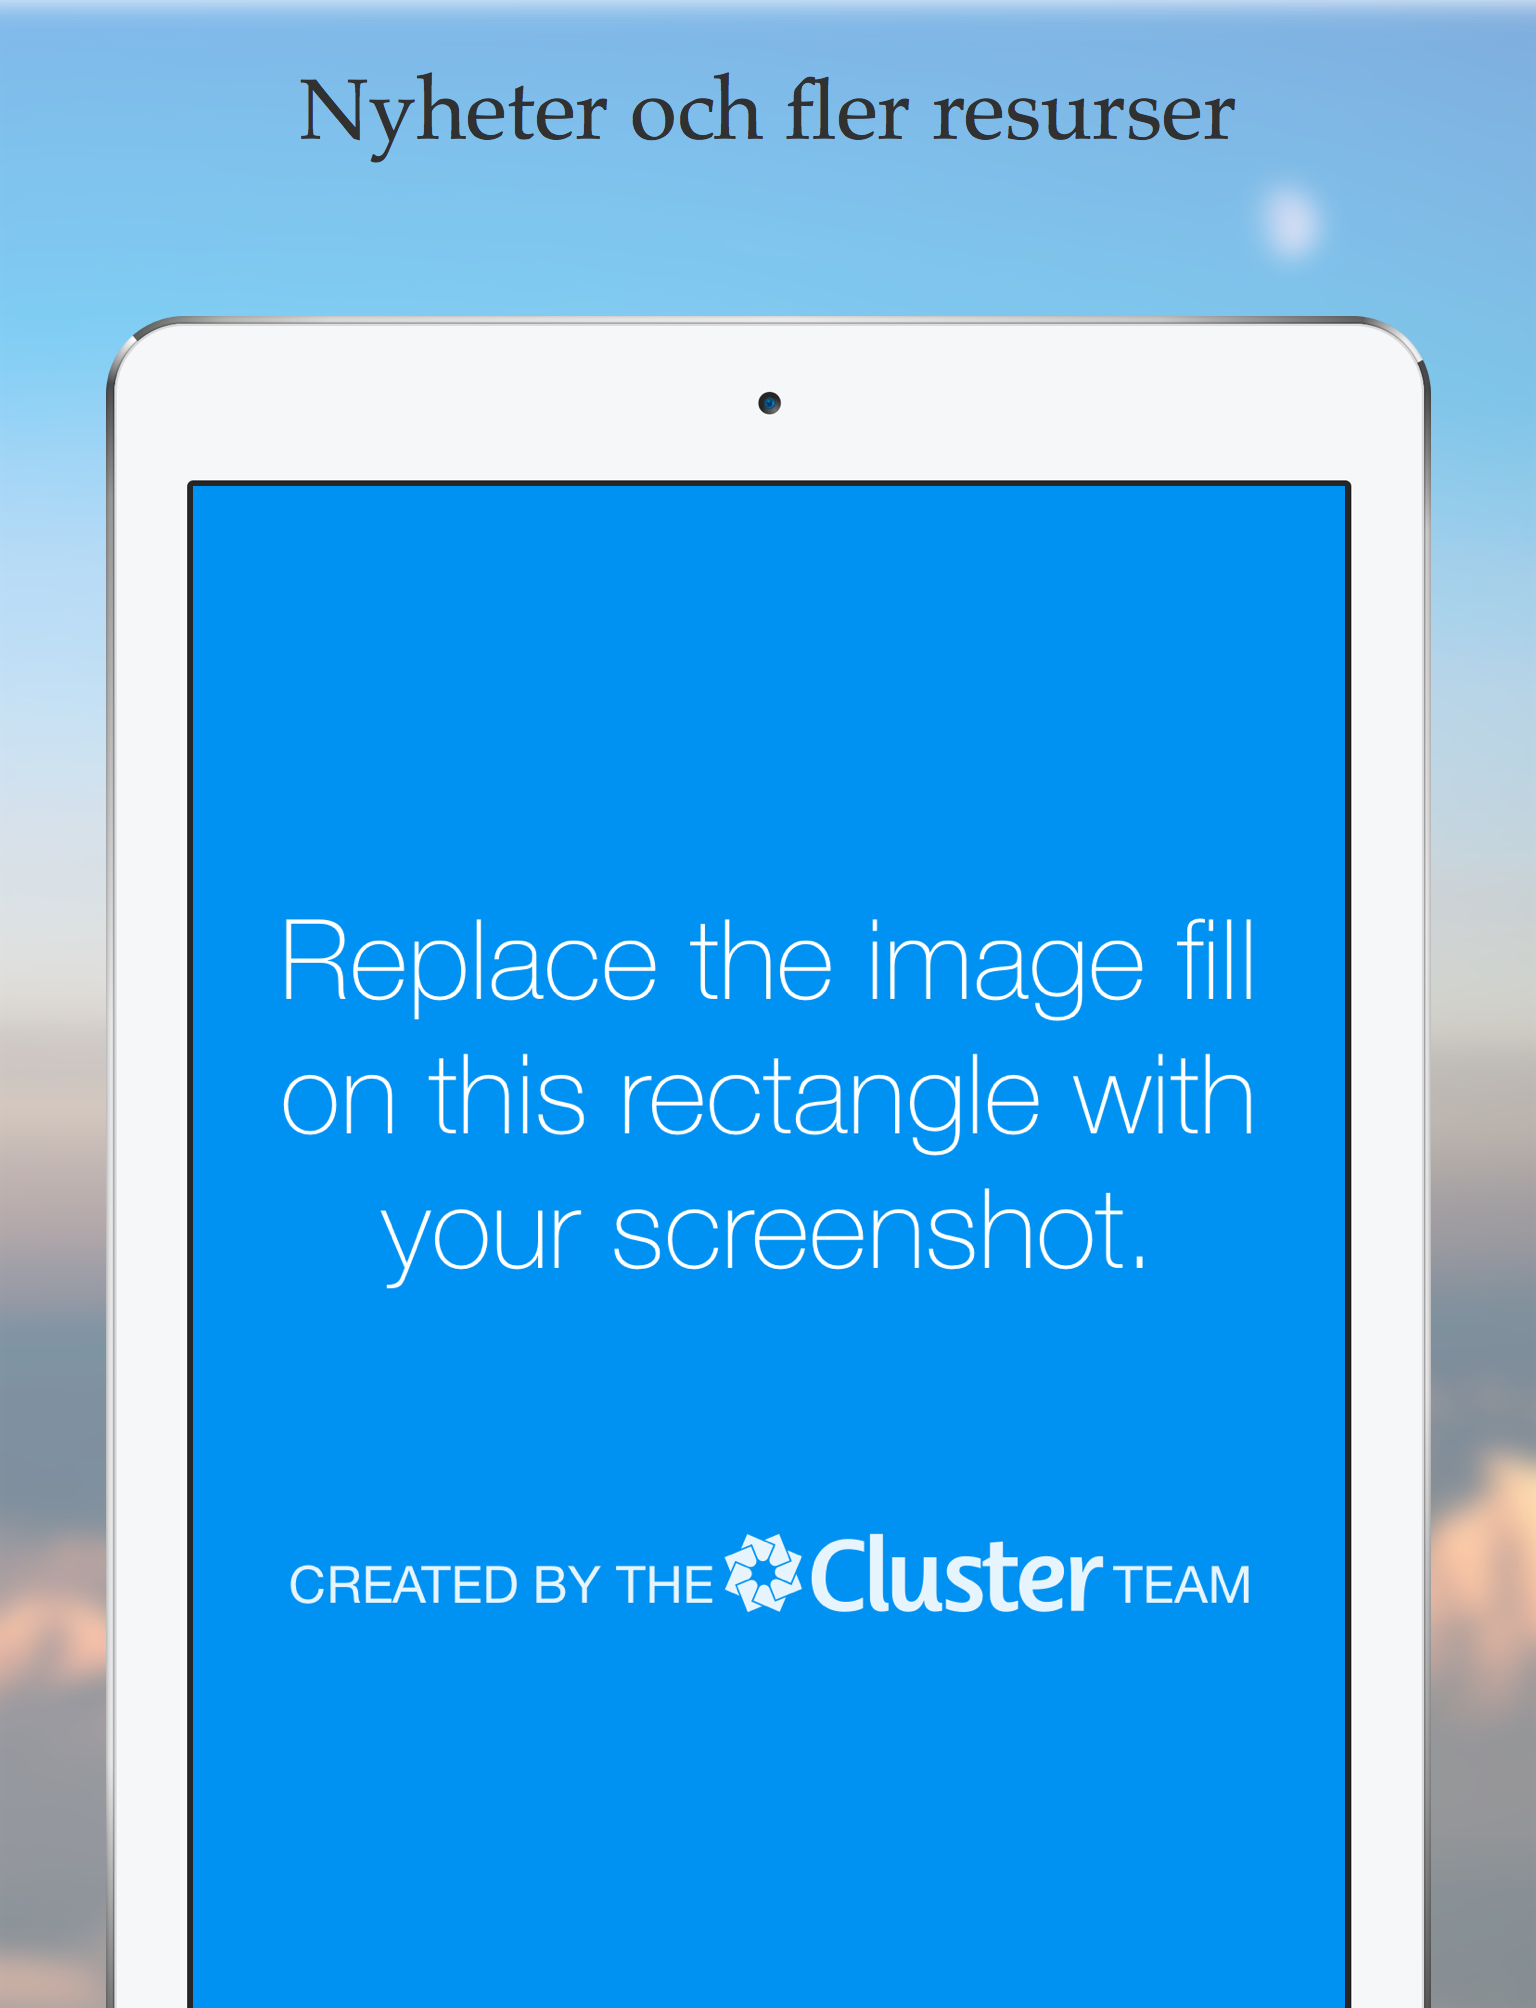 Nyheter och fler resurser
Replace the image fill
on this rectangle with
your screenshot.
CREATED BY THE Cluster TEAM